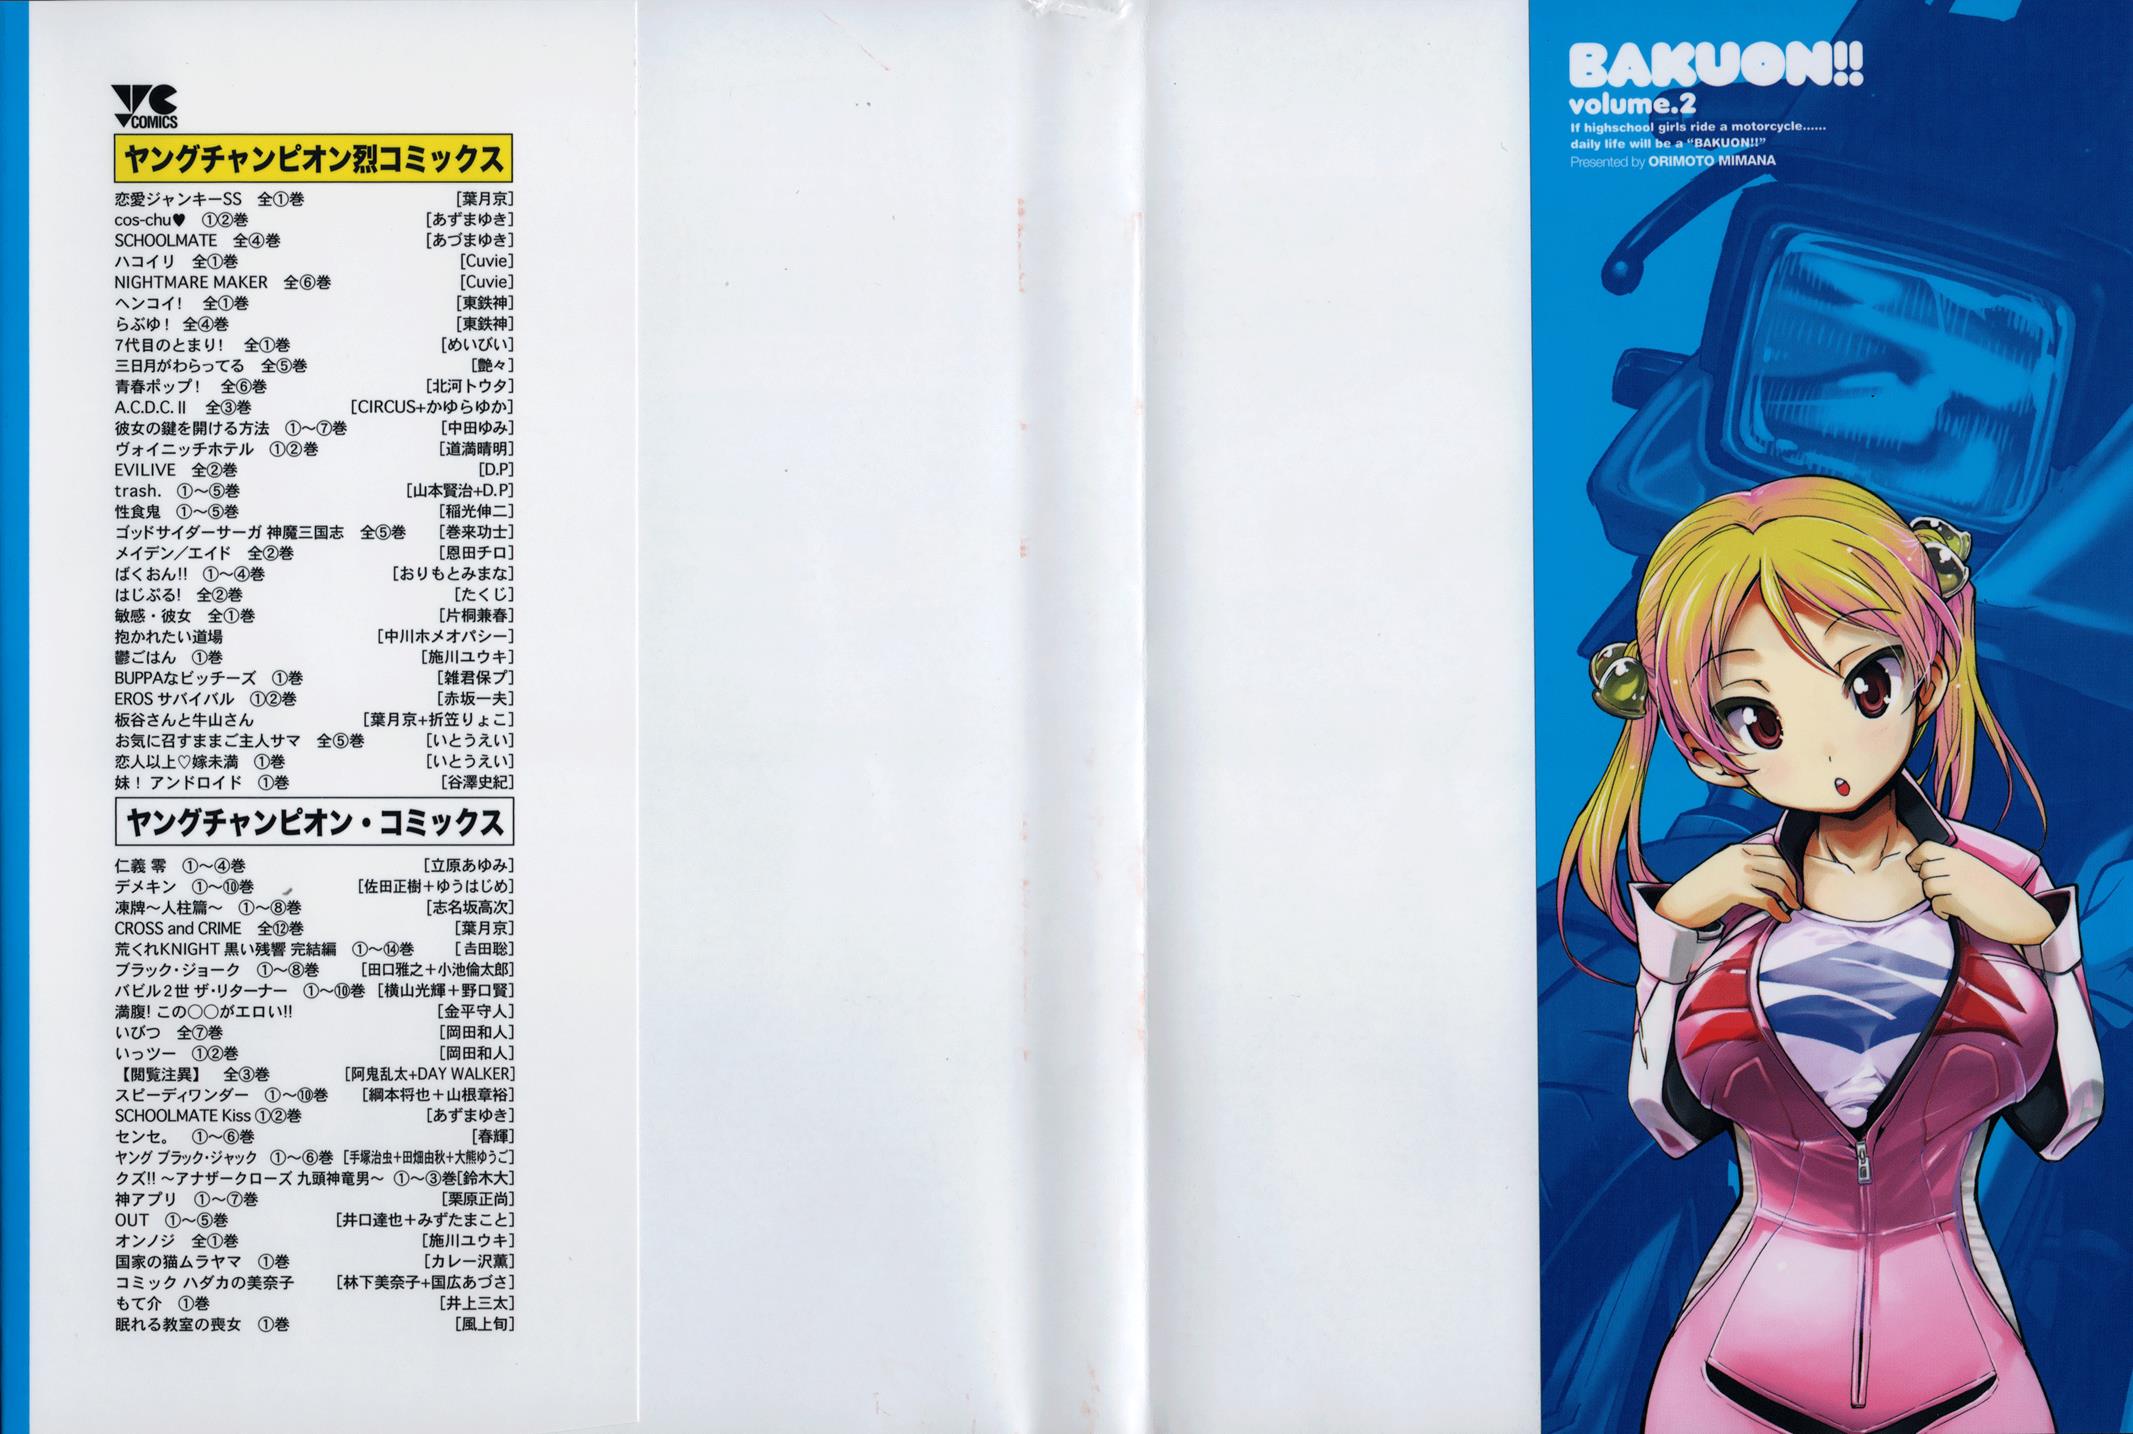 YC
COMICS
ヤングチャンピオン烈コミックス
恋愛ジャンキーSS 全①巻 [葉月京]
cos-chu♥ ①②巻 [あずまゆき]
SCHOOLMATE 全④巻 [あづまゆき]
ハコイリ 全①巻 [Cuvie]
NIGHTMARE MAKER 全⑥巻 [Cuvie]
ヘンコイ! 全①巻 [東鉄神]
らぶゆ! 全④巻 [東鉄神]
7代目のとまり! 全①巻 [めいびい]
三日月がわらってる 全⑤巻 [艶々]
青春ポップ! 全⑥巻 [北河トウタ]
A.C.D.C.Ⅱ 全③巻 [CIRCUS+かゆらゆか]
彼女の鍵を開ける方法 ①〜⑦巻 [中田ゆみ]
ヴォイニッチホテル ①②巻 [道満晴明]
EVILIVE 全②巻 [D.P]
trash. ①〜⑤巻 [山本賢治+D.P]
性食鬼 ①〜⑤巻 [稲光伸二]
ゴッドサイダーサーガ 神魔三国志 全⑤巻 [巻来功士]
メイデン/エイド 全②巻 [恩田チロ]
ばくおん!! ①〜④巻 [おりもとみまな]
はじぷる! 全②巻 [たくじ]
敏感・彼女 全①巻 [片桐兼春]
抱かれたい道場 [中川ホメオパシー]
鬱ごはん ①巻 [施川ユウキ]
BUPPAなビッチーズ ①巻 [雑君保プ]
EROS サバイバル ①②巻 [赤坂一夫]
板谷さんと牛山さん [葉月京+折笠りょこ]
お気に召すままご主人サマ 全⑤巻 [いとうえい]
恋人以上♡嫁未満 ①巻 [いとうえい]
妹! アンドロイド ①巻 [谷澤史紀]
ヤングチャンピオン・コミックス
仁義 零 ①〜④巻 [立原あゆみ]
デメキン ①〜⑩巻 [佐田正樹+ゆうはじめ]
凍牌〜人柱篇〜 ①〜⑧巻 [志名坂高次]
CROSS and CRIME 全⑫巻 [葉月京]
荒くれKNIGHT 黒い残響 完結編 ①〜⑭巻 [吉田聡]
ブラック・ジョーク ①〜⑧巻 [田口雅之+小池倫太郎]
バビル2世 ザ・リターナー ①〜⑩巻 [横山光輝+野口賢]
満腹! この〇〇がエロい!! [金平守人]
いびつ 全⑦巻 [岡田和人]
いっツー ①②巻 [岡田和人]
【閲覧注異】 全③巻 [阿鬼乱太+DAY WALKER]
スピーディワンダー ①〜⑩巻 [綱本将也+山根章裕]
SCHOOLMATE Kiss ①②巻 [あずまゆき]
センセ。 ①〜⑥巻 [春輝]
ヤング ブラック・ジャック ①〜⑥巻 [手塚治虫+田畑由秋+大熊ゆうご]
クズ!! 〜アナザークローズ 九頭神竜男〜 ①〜③巻[鈴木大]
神アプリ ①〜⑦巻 [栗原正尚]
OUT ①〜⑤巻 [井口達也+みずたまこと]
オンノジ 全①巻 [施川ユウキ]
国家の猫ムラヤマ ①巻 [カレー沢薫]
コミック ハダカの美奈子 [林下美奈子+国広あづさ]
もて介 ①巻 [井上三太]
眠れる教室の喪女 ①巻 [風上旬]
BAKUON!!
volume.2
If highschool girls ride a motorcycle......
daily life will be a “BAKUON!!”
Presented by ORIMOTO MIMANA